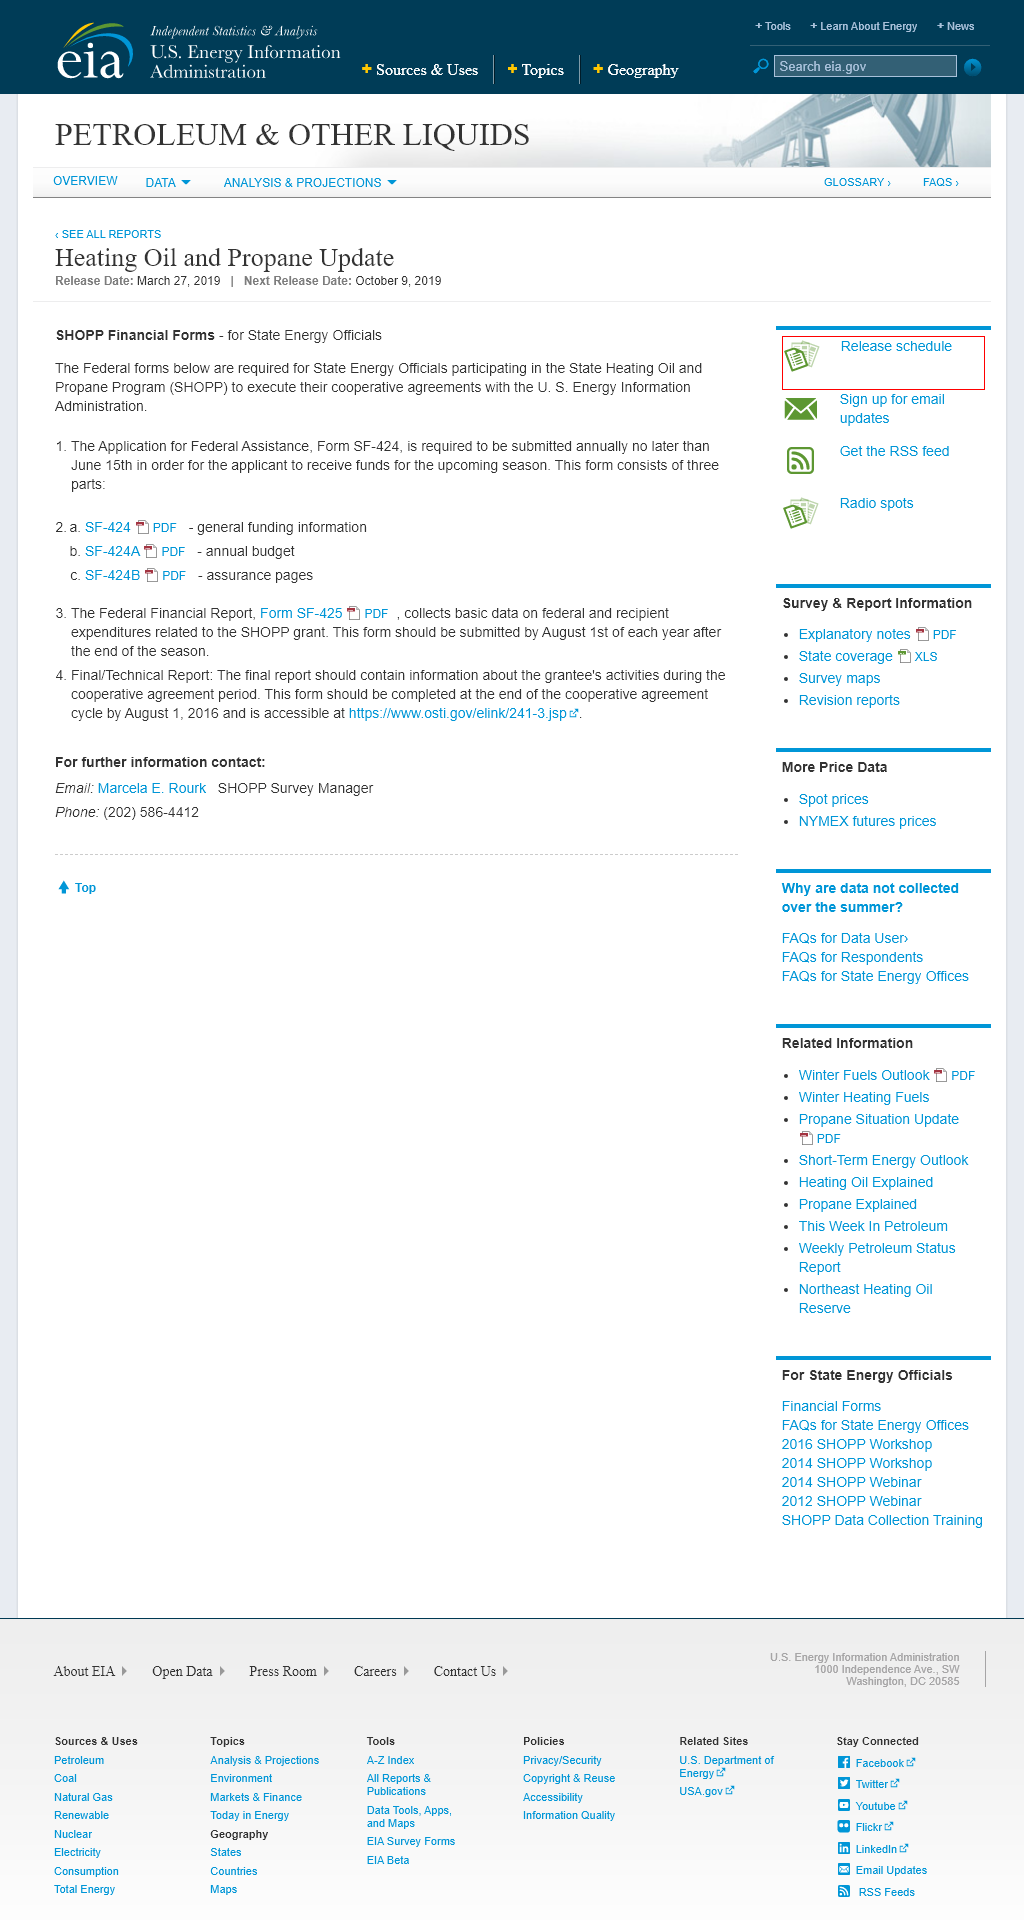 + Tools + Learn About Energy + News
Independent Statistics & Analysis
eia U.S. Energy Information
Administration
+ Sources & Uses + Topics + Geography
Search eia.gov
PETROLEUM & OTHER LIQUIDS
OVERVIEW DATA ANALYSIS & PROJECTIONS GLOSSARY › FAQS ›
‹ SEE ALL REPORTS
Heating Oil and Propane Update
Release Date: March 27, 2019 | Next Release Date: October 9, 2019
SHOPP Financial Forms - for State Energy Officials
The Federal forms below are required for State Energy Officials participating in the State Heating Oil and
Propane Program (SHOPP) to execute their cooperative agreements with the U. S. Energy Information
Administration.
1. The Application for Federal Assistance, Form SF-424, is required to be submitted annually no later than
June 15th in order for the applicant to receive funds for the upcoming season. This form consists of three
parts:
2. a. SF-424 PDF - general funding information
b. SF-424A PDF - annual budget
c. SF-424B PDF - assurance pages
3. The Federal Financial Report, Form SF-425 PDF , collects basic data on federal and recipient
expenditures related to the SHOPP grant. This form should be submitted by August 1st of each year after
the end of the season.
4. Final/Technical Report: The final report should contain information about the grantee's activities during the
cooperative agreement period. This form should be completed at the end of the cooperative agreement
cycle by August 1, 2016 and is accessible at https://www.osti.gov/elink/241-3.jsp.
For further information contact:
Email: Marcela E. Rourk SHOPP Survey Manager
Phone: (202) 586-4412
Top
Release schedule
Sign up for email
updates
Get the RSS feed
Radio spots
Survey & Report Information
• Explanatory notes PDF
• State coverage XLS
• Survey maps
• Revision reports
More Price Data
• Spot prices
• NYMEX futures prices
Why are data not collected
over the summer?
FAQs for Data User›
FAQs for Respondents
FAQs for State Energy Offices
Related Information
• Winter Fuels Outlook PDF
• Winter Heating Fuels
• Propane Situation Update
PDF
• Short-Term Energy Outlook
• Heating Oil Explained
• Propane Explained
• This Week In Petroleum
• Weekly Petroleum Status
Report
• Northeast Heating Oil
Reserve
For State Energy Officials
Financial Forms
FAQs for State Energy Offices
2016 SHOPP Workshop
2014 SHOPP Workshop
2014 SHOPP Webinar
2012 SHOPP Webinar
SHOPP Data Collection Training
About EIA Open Data Press Room Careers Contact Us
U.S. Energy Information Administration
1000 Independence Ave., SW
Washington, DC 20585
Sources & Uses
Petroleum
Coal
Natural Gas
Renewable
Nuclear
Electricity
Consumption
Total Energy
Topics
Analysis & Projections
Environment
Markets & Finance
Today in Energy
Geography
States
Countries
Maps
Tools
A-Z Index
All Reports &
Publications
Data Tools, Apps,
and Maps
EIA Survey Forms
EIA Beta
Policies
Privacy/Security
Copyright & Reuse
Accessibility
Information Quality
Related Sites
U.S. Department of
Energy
USA.gov
Stay Connected
Facebook
Twitter
Youtube
Flickr
LinkedIn
Email Updates
RSS Feeds